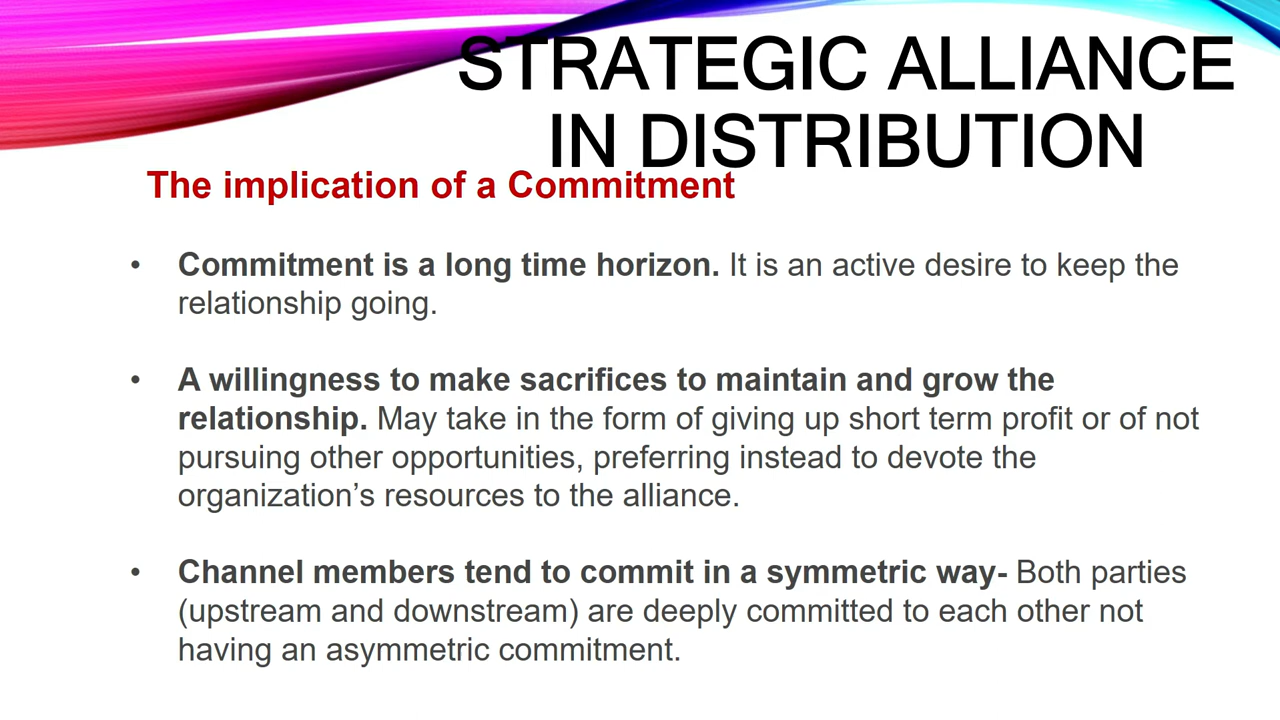 STRATEGIC ALLIANCE
IN DISTRIBUTION
The implication of a Commitment
• Commitment is a long time horizon. It is an active desire to keep the
relationship going.
• A willingness to make sacrifices to maintain and grow the
relationship. May take in the form of giving up short term profit or of not
pursuing other opportunities, preferring instead to devote the
organization’s resources to the alliance.
• Channel members tend to commit in a symmetric way- Both parties
(upstream and downstream) are deeply committed to each other not
having an asymmetric commitment.